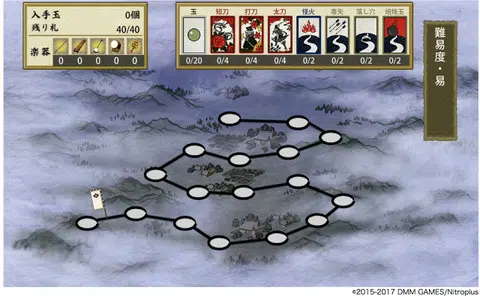 入手玉 0個
残り札 40/40
楽器
0 0 0 0 0
玉 短刀 打刀 太刀 怪火 毒矢 落し穴 焙烙玉
0/20 0/4 0/4 0/4 0/2 0/2 0/2 0/2
難易度・易
©2015-2017 DMM GAMES/Nitroplus